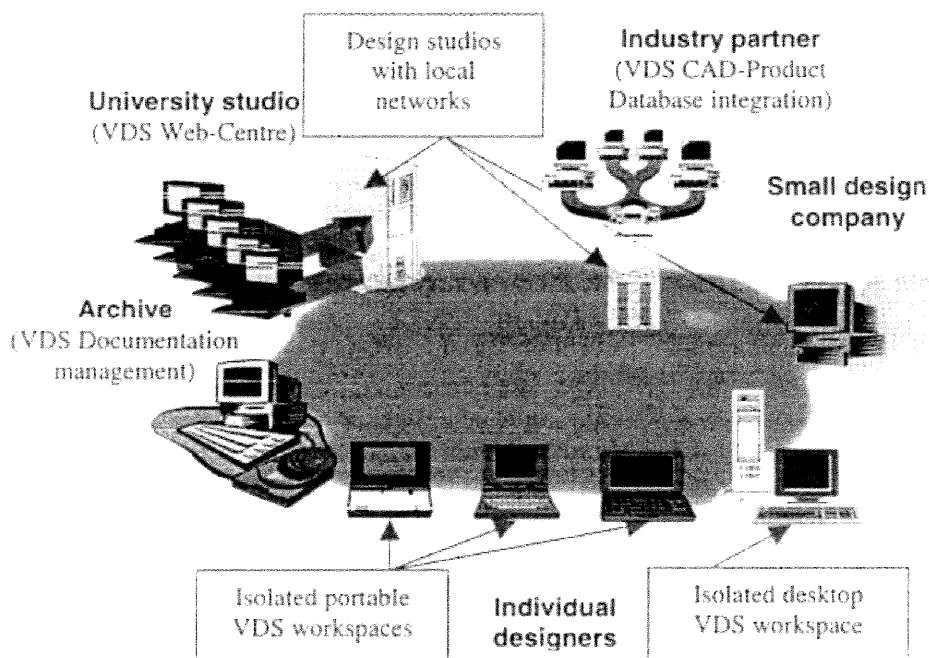 Design studios
with local
networks
Industry partner
(VDS CAD-Product
Database integration)
University studio
(VDS Web-Centre)
Small design
company
Archive
(VDS Documentation
management)
Isolated portable
VDS workspaces
Individual
designers
Isolated desktop
VDS workspace